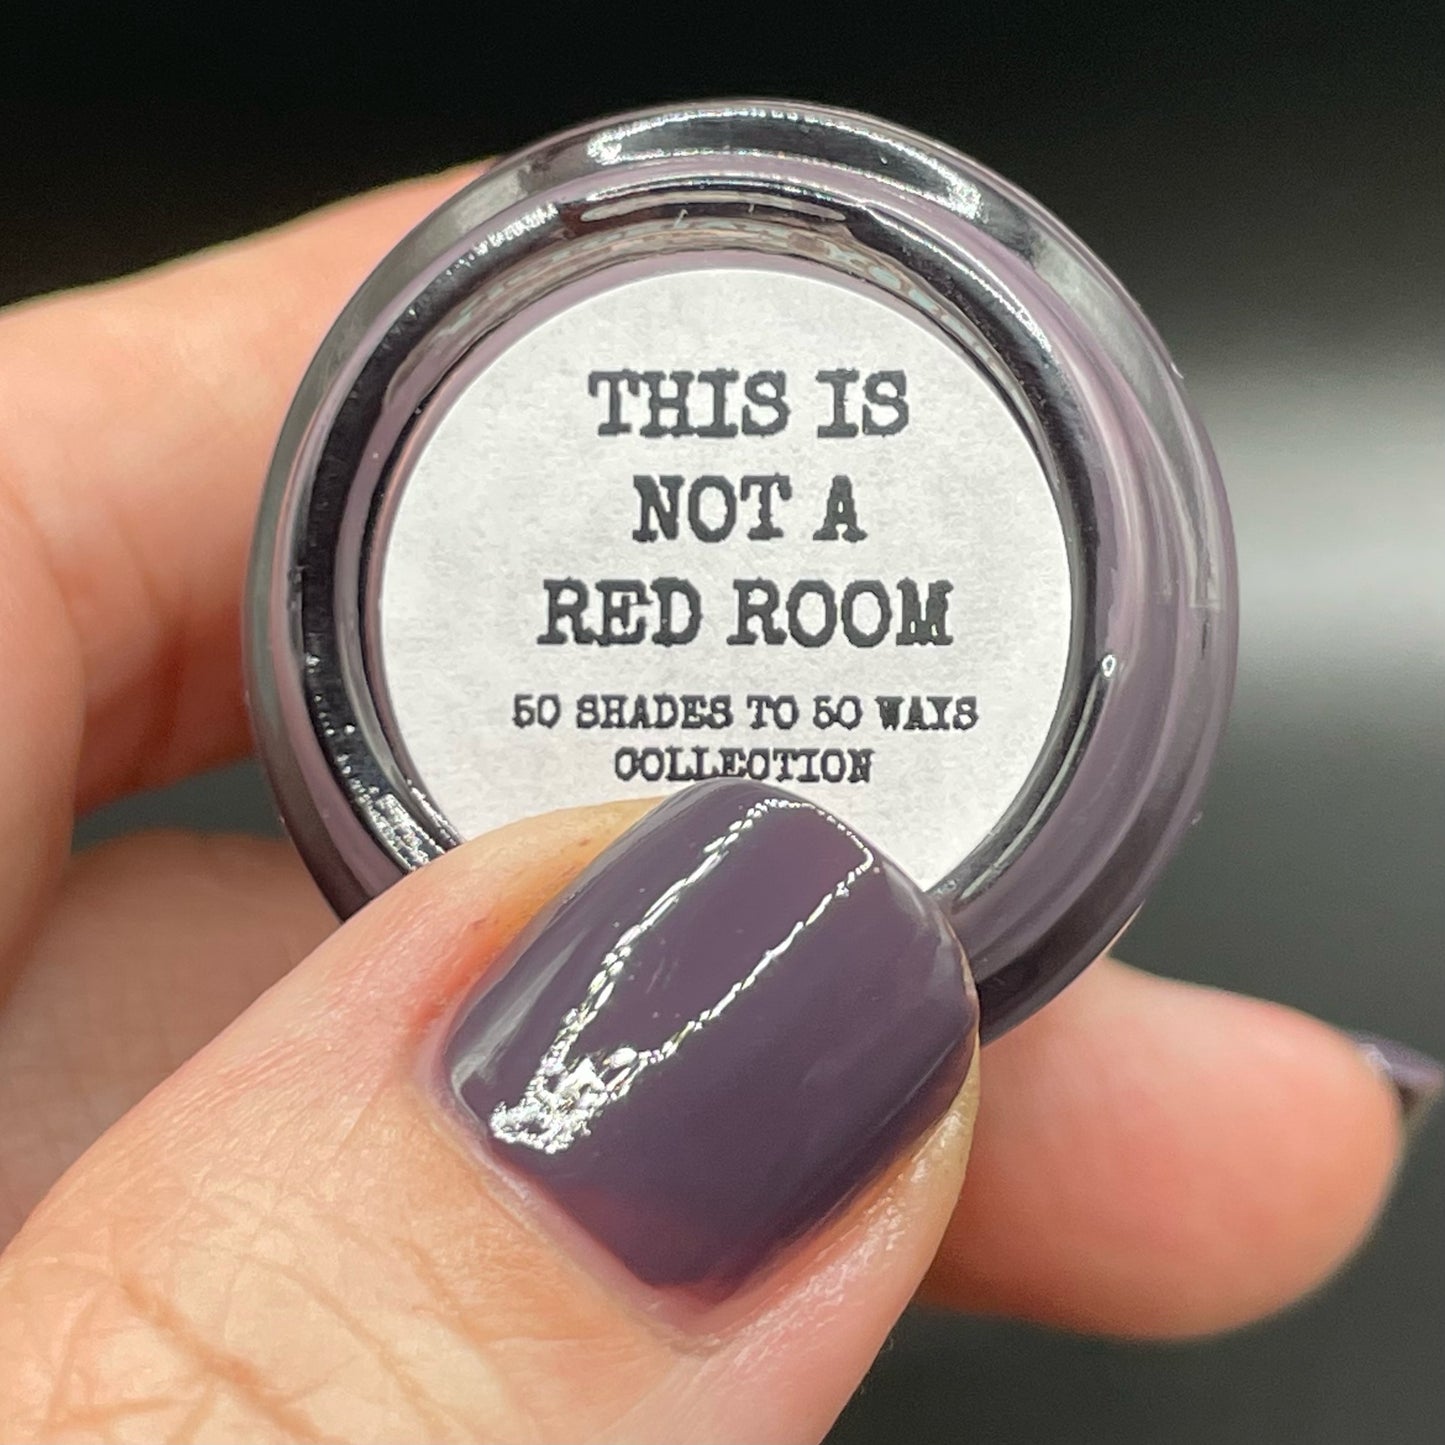 THIS IS
NOT A
RED ROOM
50 SHADES TO 50 WAYS
COLLECTION